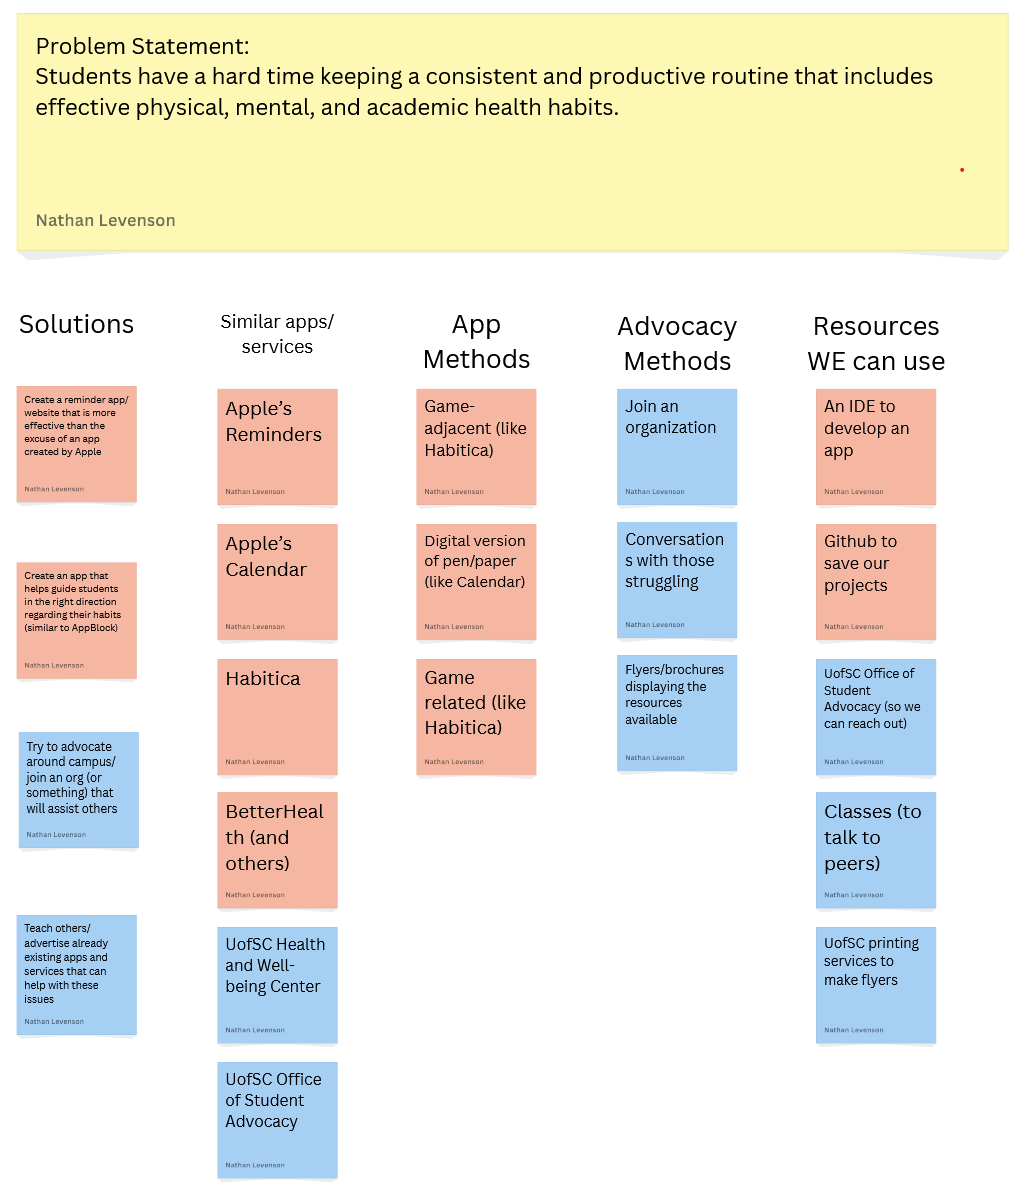 Problem Statement:
Students have a hard time keeping a consistent and productive routine that includes
effective physical, mental, and academic health habits.
Nathan Levenson
Solutions
Create a reminder app/
website that is more
effective than the
excuse of an app
created by Apple
Nathan Levenson
Create an app that
helps guide students
in the right direction
regarding their habits
(similar to AppBlock)
Nathan Levenson
Try to advocate
around campus/
join an org (or
something) that
will assist others
Nathan Levenson
Teach others/
advertise already
existing apps and
services that can
help with these
issues
Nathan Levenson
Similar apps/
services
Apple’s
Reminders
Nathan Levenson
Apple’s
Calendar
Nathan Levenson
Habitica
Nathan Levenson
BetterHeal
th (and
others)
Nathan Levenson
UofSC Health
and Well-
being Center
Nathan Levenson
UofSC Office
of Student
Advocacy
Nathan Levenson
App
Methods
Game-
adjacent (like
Habitica)
Nathan Levenson
Digital version
of pen/paper
(like Calendar)
Nathan Levenson
Game
related (like
Habitica)
Nathan Levenson
Advocacy
Methods
Join an
organization
Nathan Levenson
Conversation
s with those
struggling
Nathan Levenson
Flyers/brochures
displaying the
resources
available
Nathan Levenson
Resources
WE can use
An IDE to
develop an
app
Nathan Levenson
Github to
save our
projects
Nathan Levenson
UofSC Office of
Student
Advocacy (so we
can reach out)
Nathan Levenson
Classes (to
talk to
peers)
Nathan Levenson
UofSC printing
services to
make flyers
Nathan Levenson